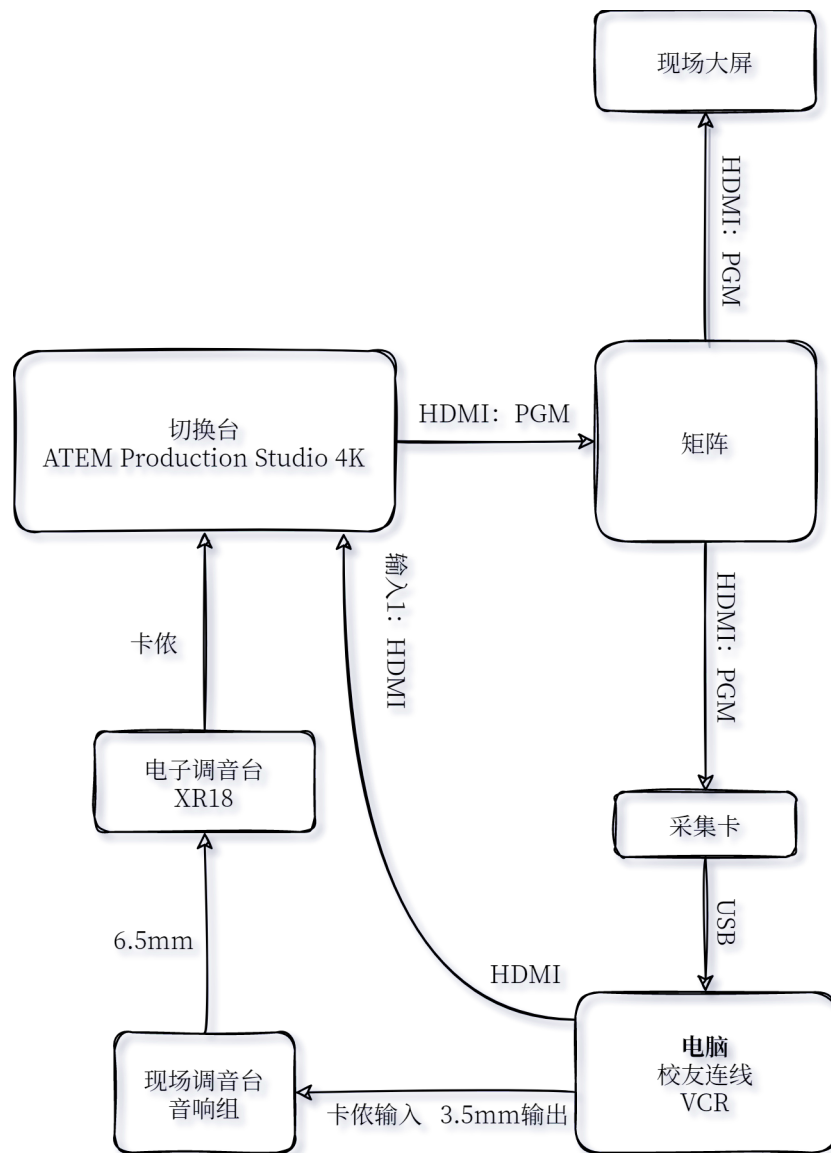 现场大屏
HDMI：PGM
切换台
ATEM Production Studio 4K
HDMI：PGM
矩阵
输入1：HDMI
HDMI：PGM
卡侬
电子调音台
XR18
采集卡
USB
6.5mm
HDMI
电脑
校友连线
VCR
现场调音台
音响组
卡侬输入 3.5mm输出